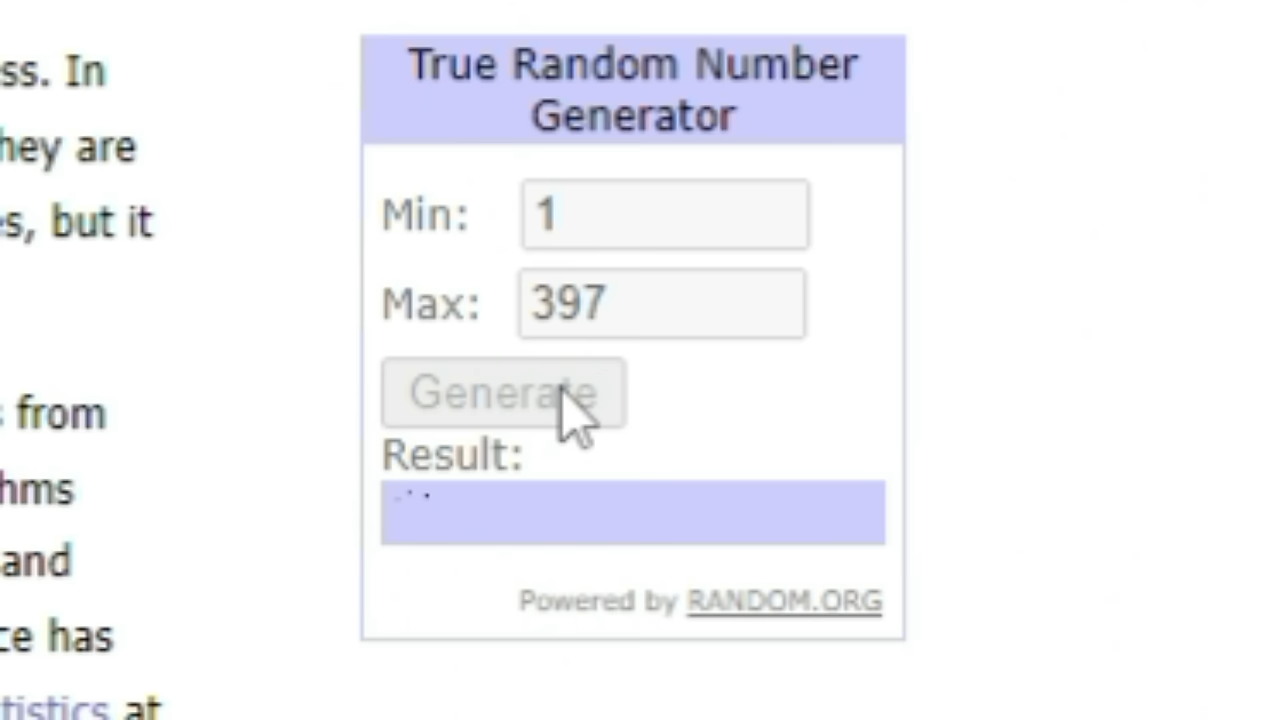 ss. In
hey are
es, but it
s from
hms
and
ce has
tistics at
True Random Number
Generator
Min: 1
Max: 397
Generate
Result:
Powered by RANDOM.ORG